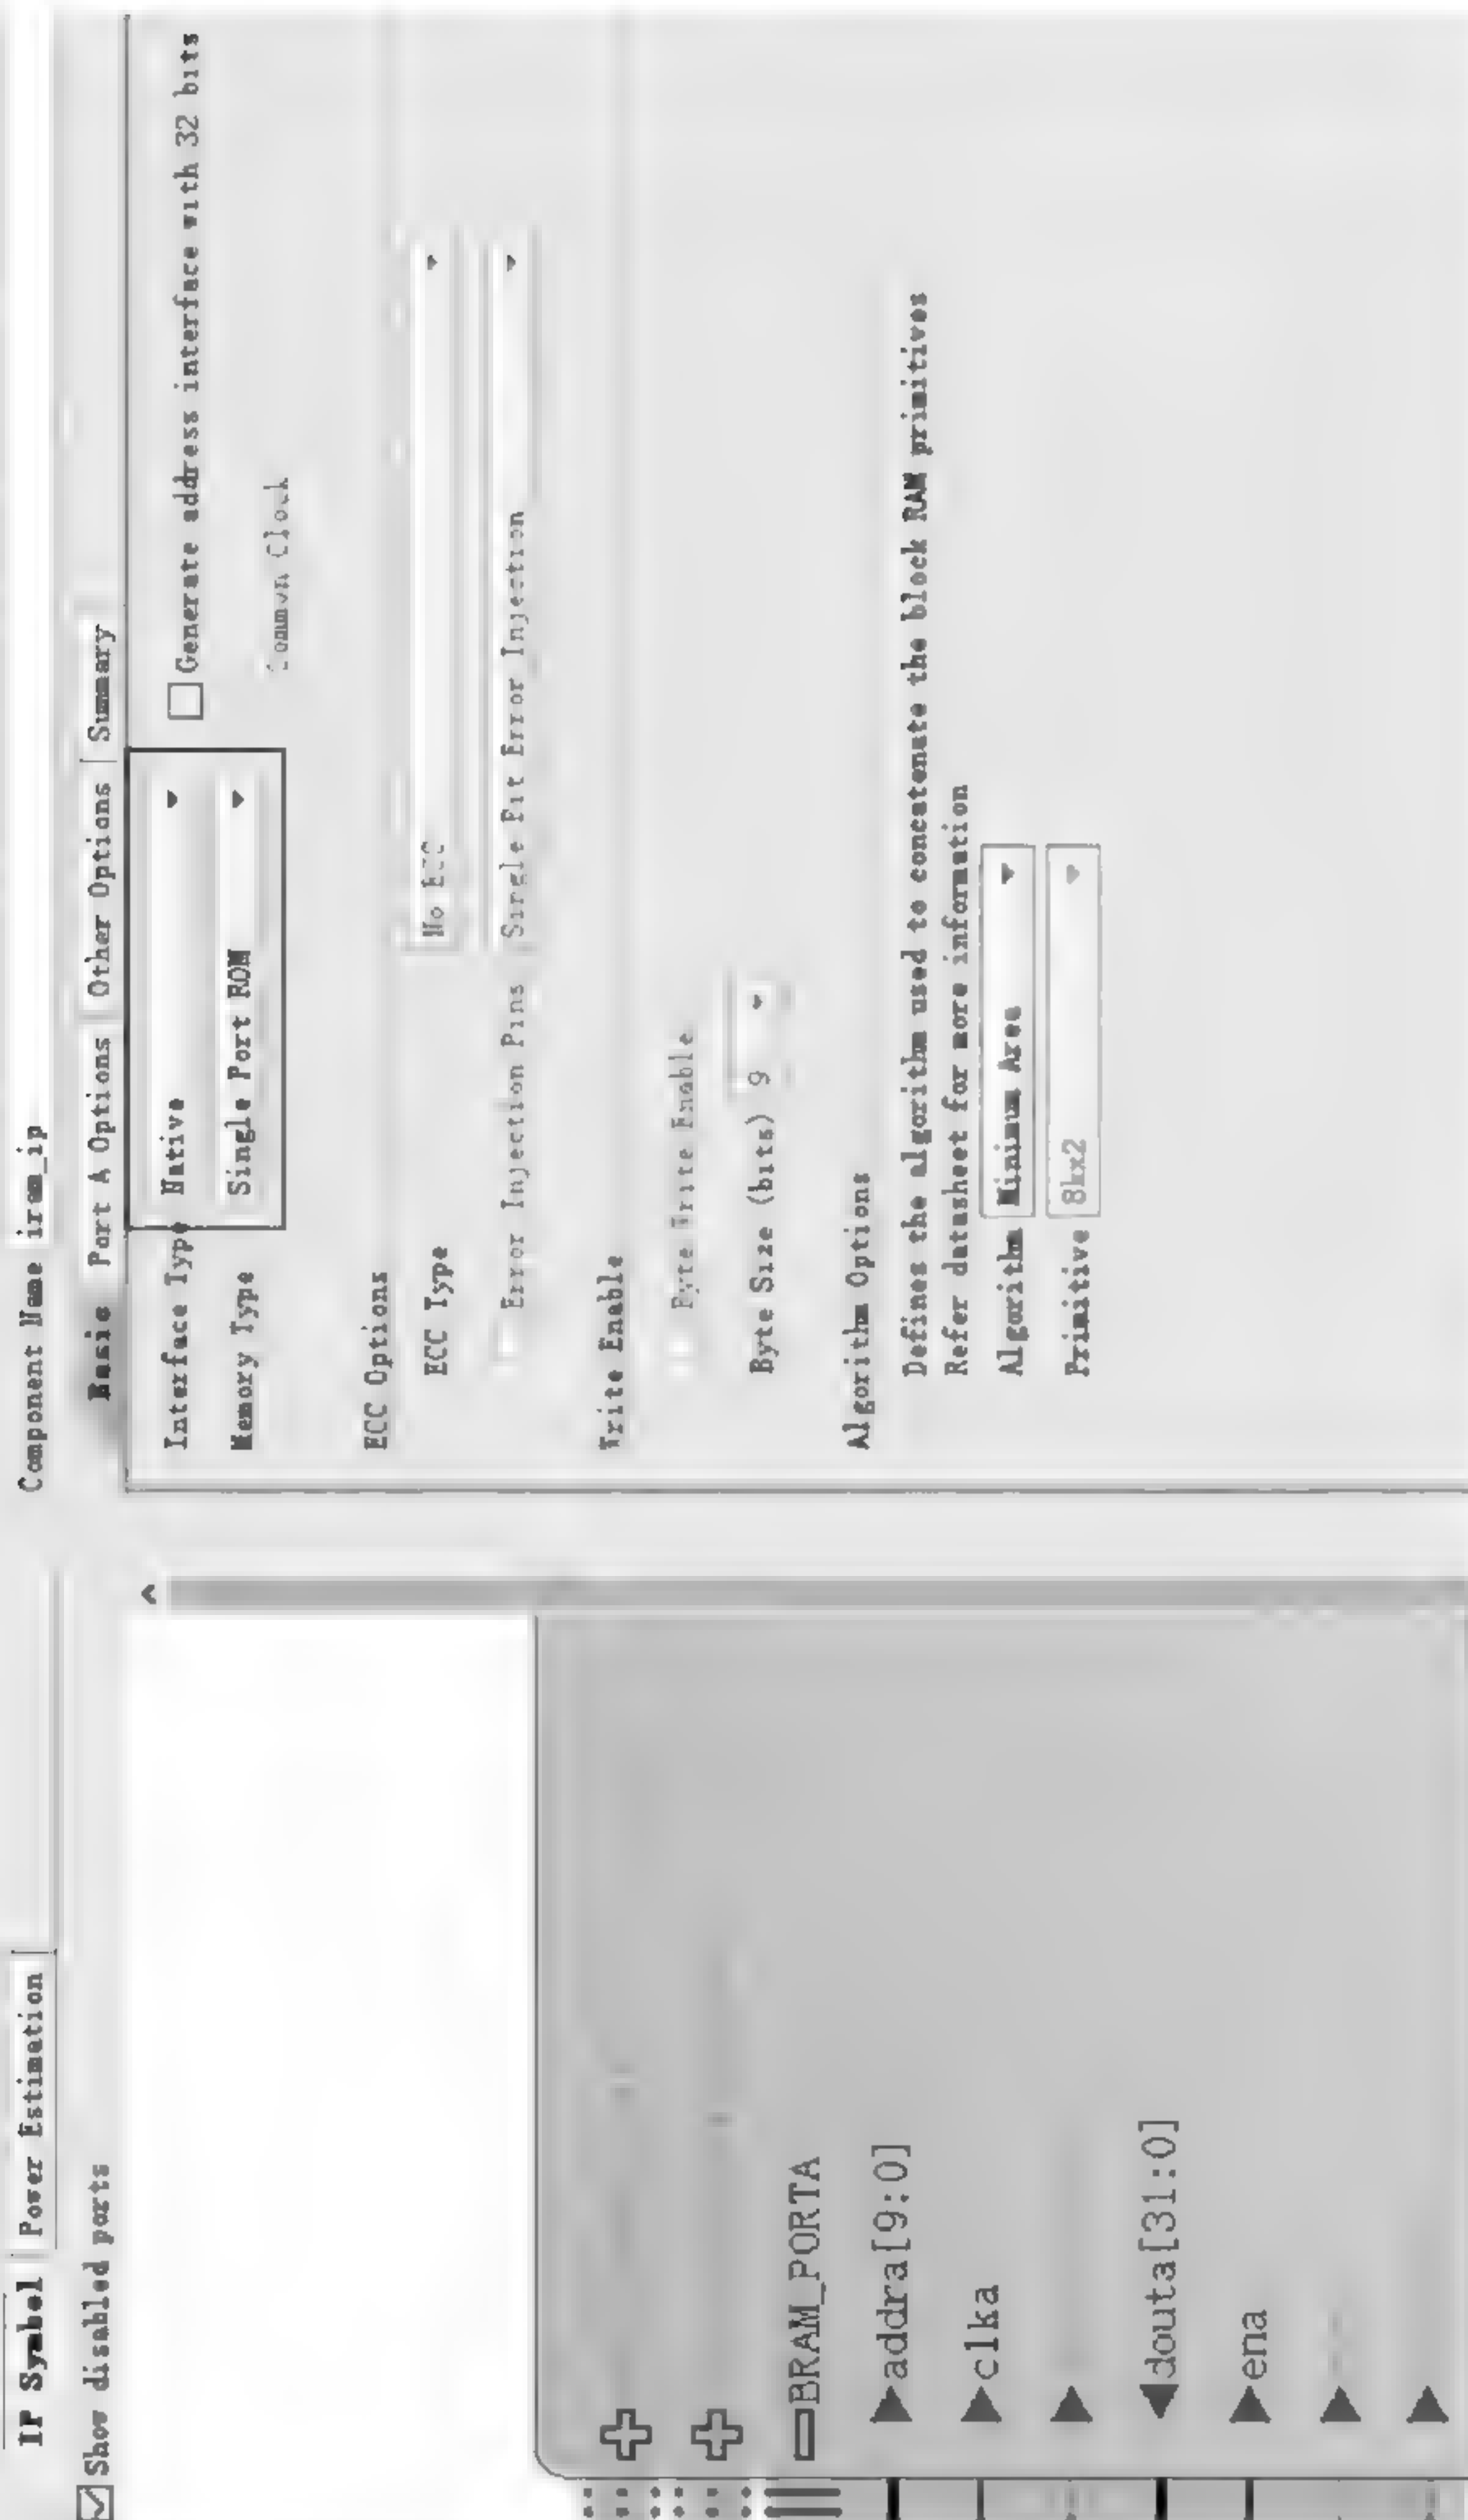 IP Symbol Power Estimation
Show disabled ports
BRAM_PORTA
addra[9:0]
clka
douta[31:0]
ena
Component Name irom_ip
Basic Port A Options Other Options Summary
Interface Type Native Generate address interface with 32 bits
Memory Type Single Port ROM Common Clock
ECC Options
ECC Type No ECC
Error Injection Pins Single Bit Error Injection
Write Enable
Byte Write Enable
Byte Size (bits) 9
Algorithm Options
Defines the algorithm used to concatenate the block RAM primitives
Refer datasheet for more information
Algorithm Minimum Area
Primitive 8kx2